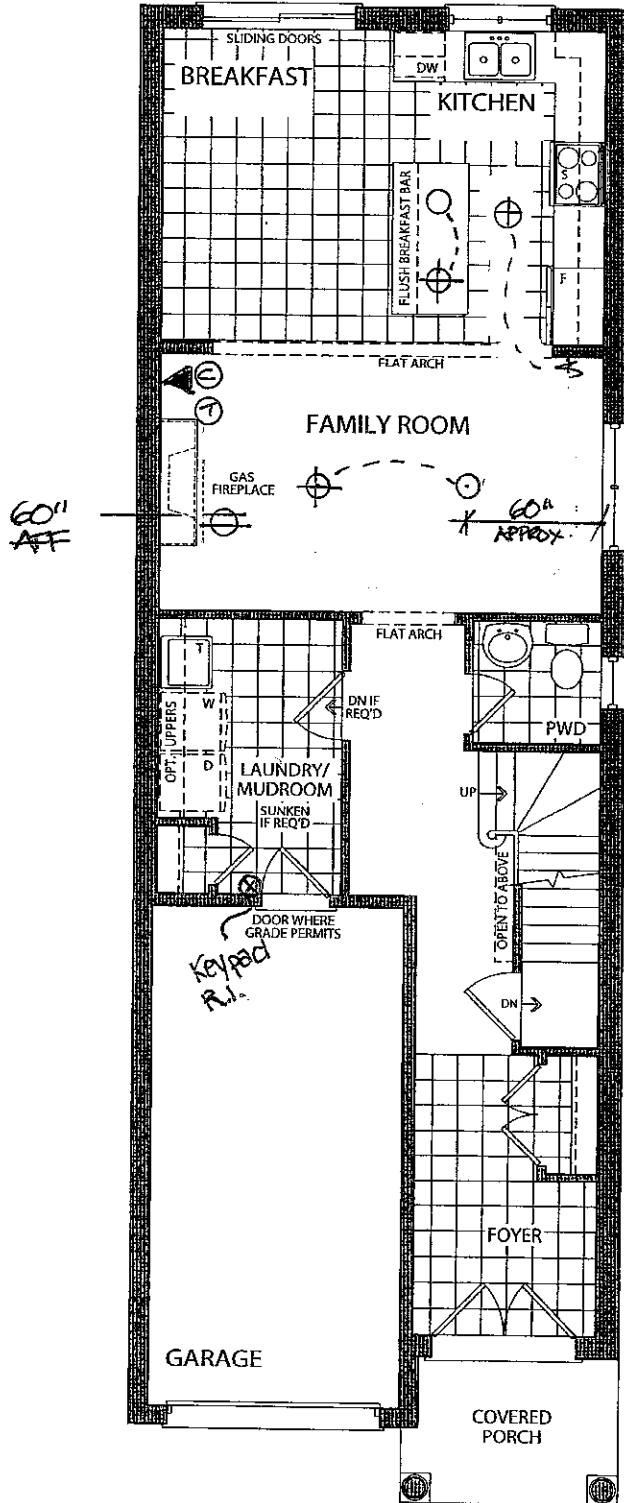 SLIDING DOORS
BREAKFAST
DW
KITCHEN
S
FLUSH BREAKFAST BAR
F
FLAT ARCH
T
FAMILY ROOM
GAS
FIREPLACE
60"
AFF
60"
APPROX.
FLAT ARCH
T
W
DN IF
REQ'D
OPT. UPPERS
D
LAUNDRY/
MUDROOM
SUNKEN
IF REQ'D
PWD
UP
OPEN TO ABOVE
DOOR WHERE
GRADE PERMITS
Keypad
R.I.
DN
FOYER
GARAGE
COVERED
PORCH